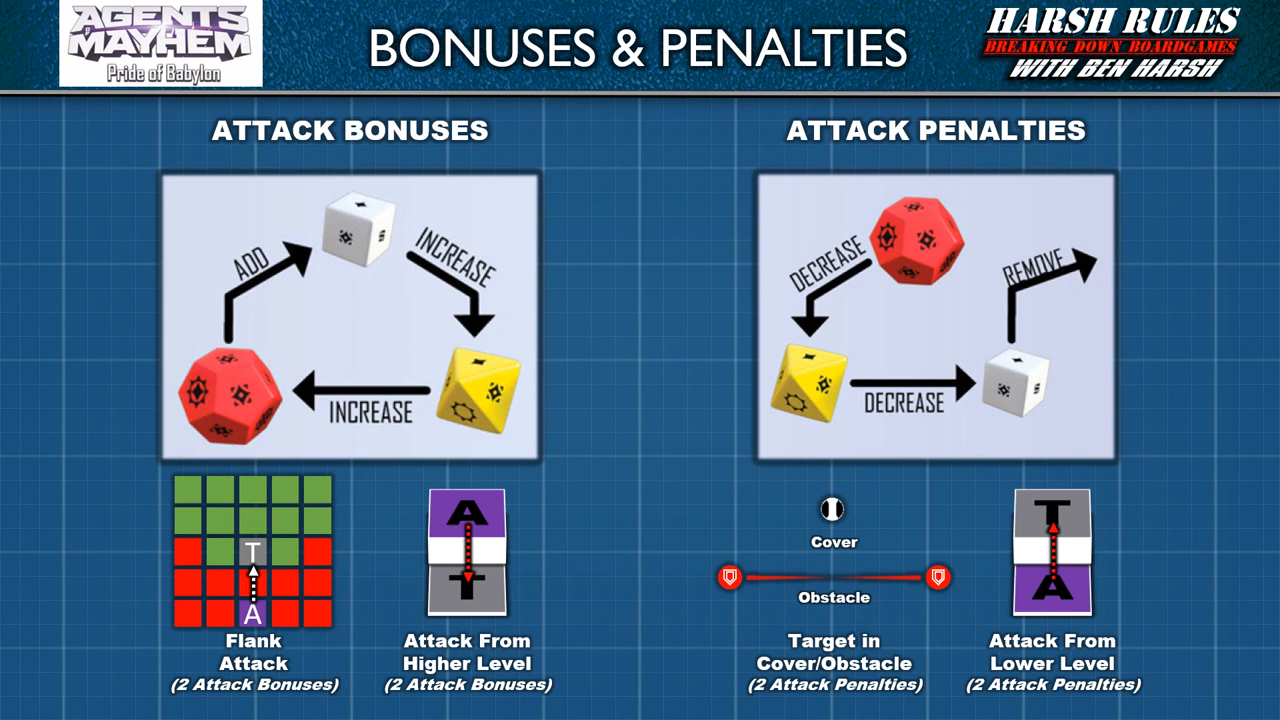 AGENTS OF
MAYHEM
Pride of Babylon
BONUSES & PENALTIES
HARSH RULES
BREAKING DOWN BOARDGAMES
WITH BEN HARSH
ATTACK BONUSES
ADD
INCREASE
INCREASE
T
A
Flank
Attack
(2 Attack Bonuses)
A
T
Attack From
Higher Level
(2 Attack Bonuses)
ATTACK PENALTIES
DECREASE
REMOVE
DECREASE
Cover
Obstacle
Target in
Cover/Obstacle
(2 Attack Penalties)
T
A
Attack From
Lower Level
(2 Attack Penalties)